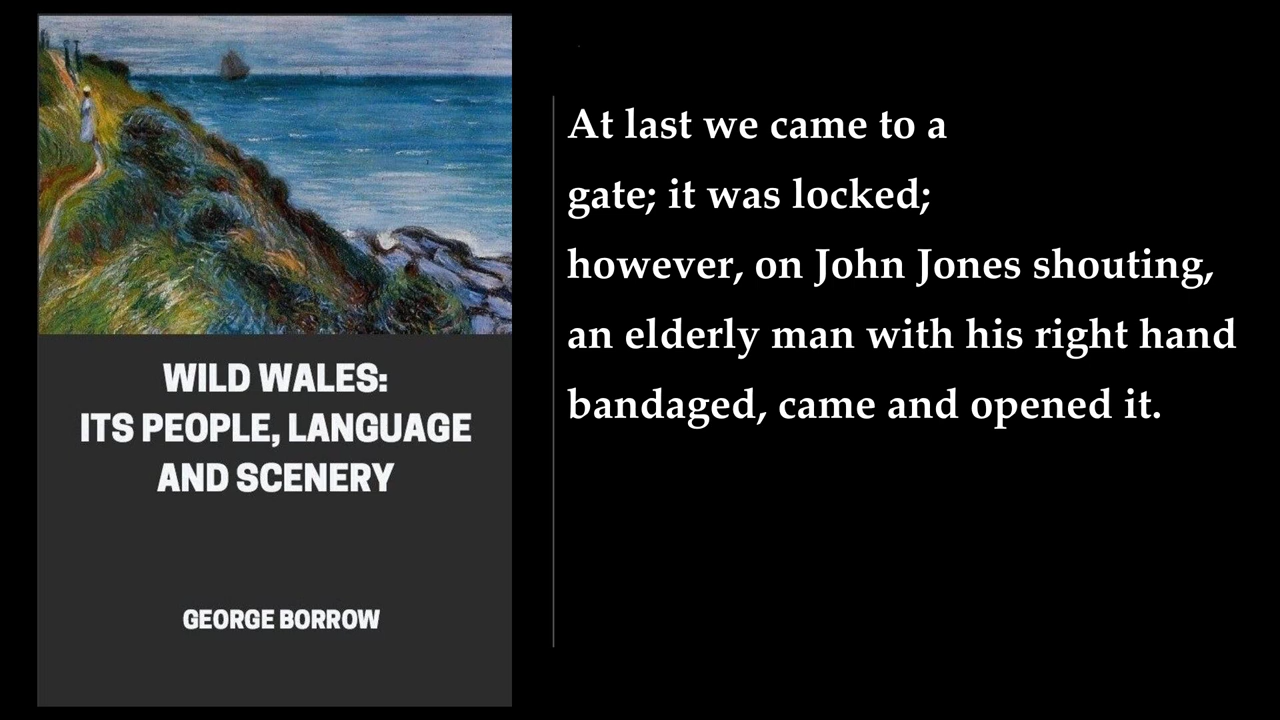 WILD WALES:
ITS PEOPLE, LANGUAGE
AND SCENERY
GEORGE BORROW
At last we came to a
gate; it was locked;
however, on John Jones shouting,
an elderly man with his right hand
bandaged, came and opened it.